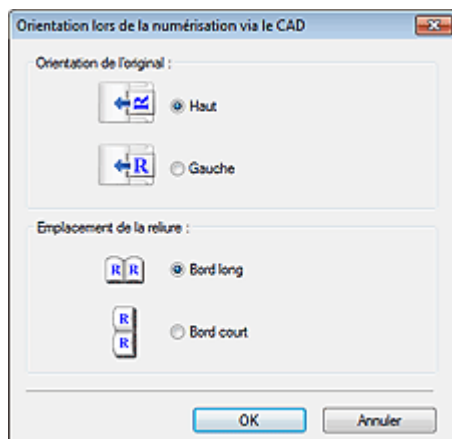 Orientation lors de la numérisation via le CAD
Orientation de l'original :
R
Haut
R
Gauche
Emplacement de la reliure :
R R
Bord long
R
R
Bord court
OK
Annuler